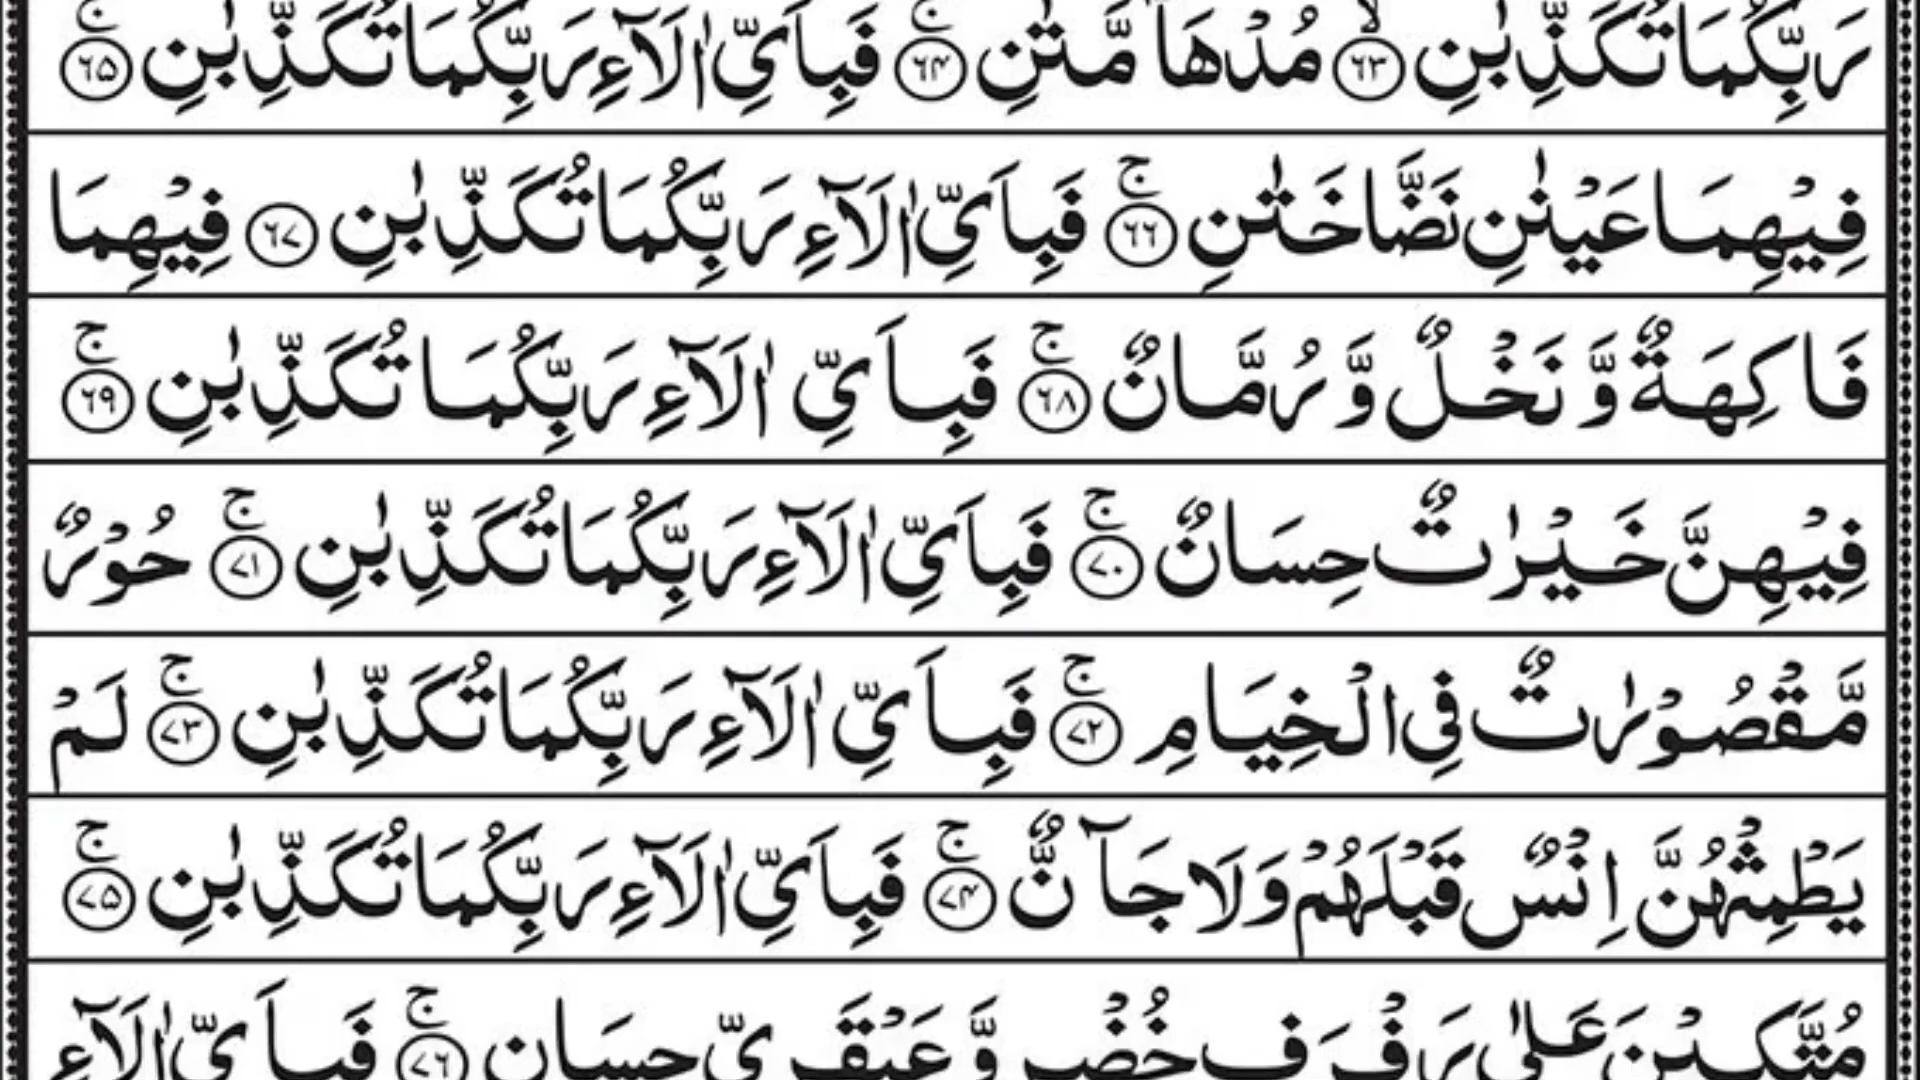 رَبِّكُمَا تُكَذِّبٰنِ ﴿٦٣﴾ۙ مُدْهَآ مَّتٰنِ ﴿٦٤﴾ۚ فَبِاَيِّ اٰلَآءِ رَبِّكُمَا تُكَذِّبٰنِ ﴿٦٥﴾ۚ
فِيْهِمَا عَيْنٰنِ نَضَّاخَتٰنِ ﴿٦٦﴾ۚ فَبِاَيِّ اٰلَآءِ رَبِّكُمَا تُكَذِّبٰنِ ﴿٦٧﴾ فِيْهِمَا
فَاكِهَةٌ وَّ نَخْلٌ وَّ رُمَّانٌ ﴿٦٨﴾ۚ فَبِاَيِّ اٰلَآءِ رَبِّكُمَا تُكَذِّبٰنِ ﴿٦٩﴾ۚ
فِيْهِنَّ خَيْرٰتٌ حِسَانٌ ﴿٧٠﴾ۚ فَبِاَيِّ اٰلَآءِ رَبِّكُمَا تُكَذِّبٰنِ ﴿٧١﴾ۚ حُوْرٌ
مَّقْصُوْرٰتٌ فِي الْخِيَامِ ﴿٧٢﴾ۚ فَبِاَيِّ اٰلَآءِ رَبِّكُمَا تُكَذِّبٰنِ ﴿٧٣﴾ۚ لَمْ
يَطْمِثْهُنَّ اِنْسٌ قَبْلَهُمْ وَلَا جَآنٌّ ﴿٧٤﴾ۚ فَبِاَيِّ اٰلَآءِ رَبِّكُمَا تُكَذِّبٰنِ ﴿٧٥﴾ۚ
مُتَّكِـِٕيْنَ عَلٰى رَفْرَفٍ خُضْرٍ وَّ عَبْقَرِيٍّ حِسَانٍ ﴿٧٦﴾ۚ فَبِاَيِّ اٰلَآءِ